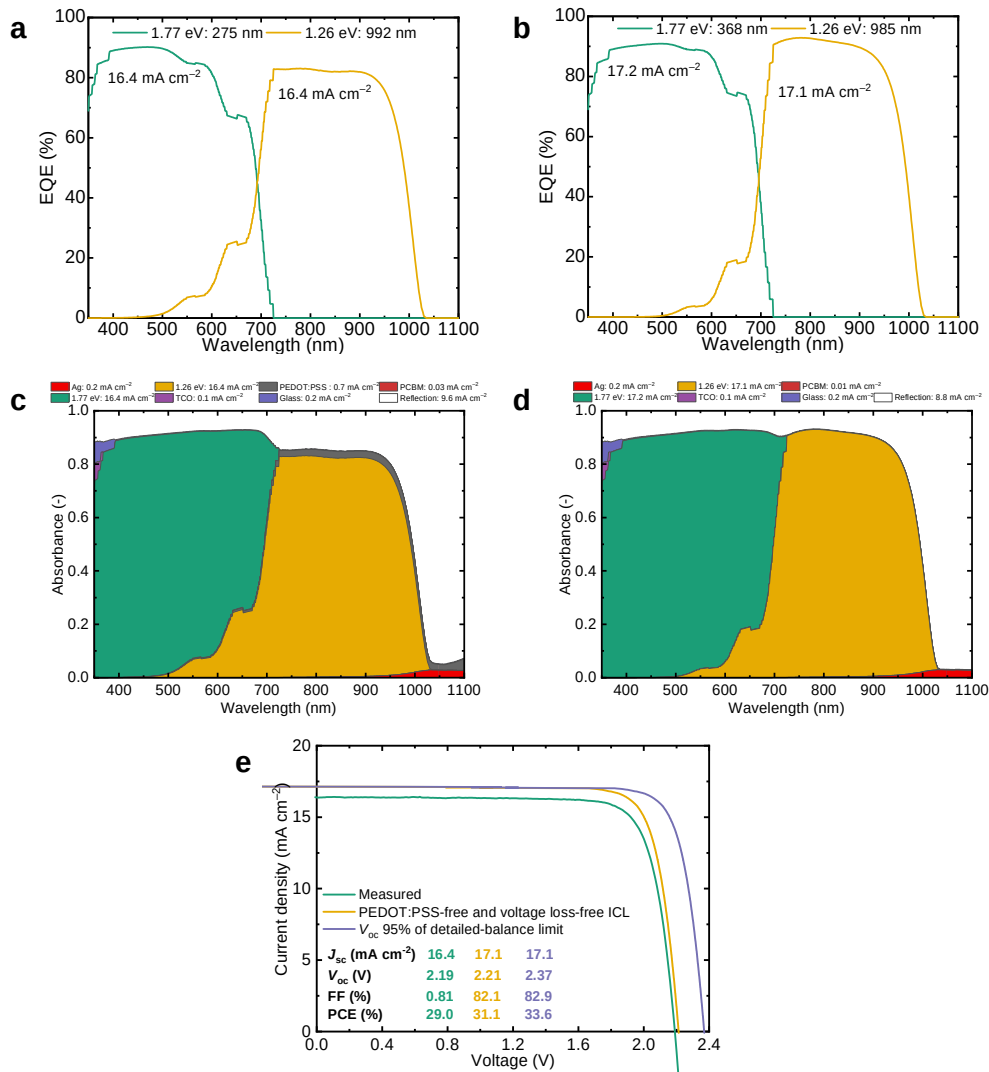 a
1.77 eV: 275 nm
1.26 eV: 992 nm
16.4 mA cm⁻²
16.4 mA cm⁻²
100
80
60
40
20
0
EQE (%)
400 500 600 700 800 900 1000 1100
Wavelength (nm)
b
1.77 eV: 368 nm
1.26 eV: 985 nm
17.2 mA cm⁻²
17.1 mA cm⁻²
100
80
60
40
20
0
EQE (%)
400 500 600 700 800 900 1000 1100
Wavelength (nm)
c
Ag: 0.2 mA cm⁻² 1.26 eV: 16.4 mA cm⁻² PEDOT:PSS : 0.7 mA cm⁻² PCBM: 0.03 mA cm⁻²
1.77 eV: 16.4 mA cm⁻² TCO: 0.1 mA cm⁻² Glass: 0.2 mA cm⁻² Reflection: 9.6 mA cm⁻²
1.0
0.8
0.6
0.4
0.2
0.0
Absorbance (-)
400 500 600 700 800 900 1000 1100
Wavelength (nm)
d
Ag: 0.2 mA cm⁻² 1.26 eV: 17.1 mA cm⁻² PCBM: 0.01 mA cm⁻²
1.77 eV: 17.2 mA cm⁻² TCO: 0.1 mA cm⁻² Glass: 0.2 mA cm⁻² Reflection: 8.8 mA cm⁻²
1.0
0.8
0.6
0.4
0.2
0.0
Absorbance (-)
400 500 600 700 800 900 1000 1100
Wavelength (nm)
e
20
15
10
5
0
Current density (mA cm⁻²)
Measured
PEDOT:PSS-free and voltage loss-free ICL
Voc 95% of detailed-balance limit
Jsc (mA cm⁻²) 16.4 17.1 17.1
Voc (V) 2.19 2.21 2.37
FF (%) 0.81 82.1 82.9
PCE (%) 29.0 31.1 33.6
0.0 0.4 0.8 1.2 1.6 2.0 2.4
Voltage (V)